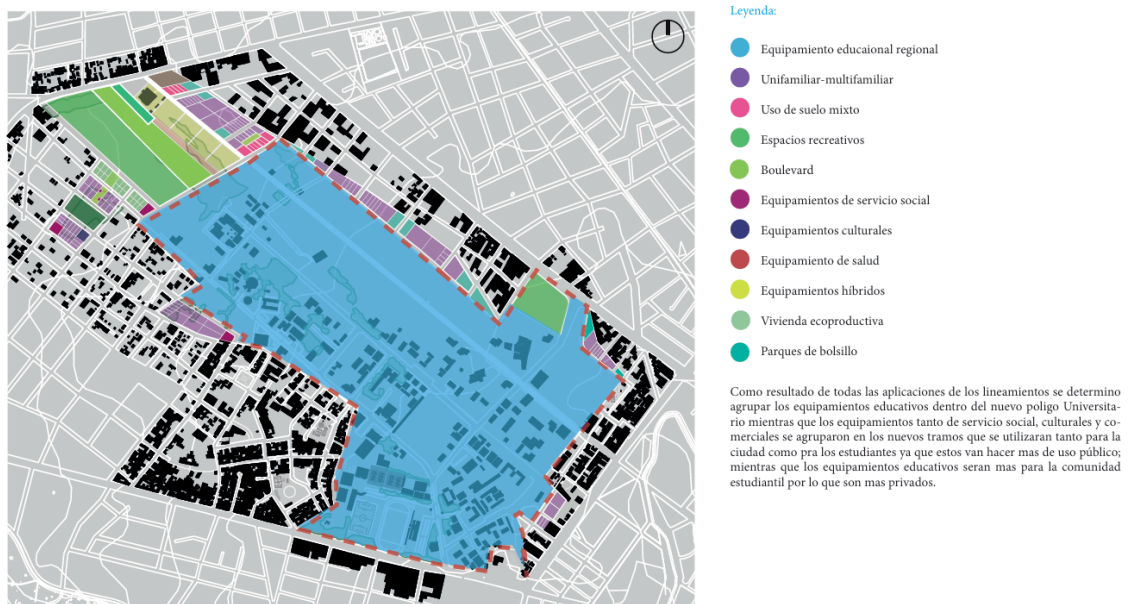 Leyenda:
Equipamiento educaional regional
Unifamiliar-multifamiliar
Uso de suelo mixto
Espacios recreativos
Boulevard
Equipamientos de servicio social
Equipamientos culturales
Equipamiento de salud
Equipamientos híbridos
Vivienda ecoproductiva
Parques de bolsillo
Como resultado de todas las aplicaciones de los lineamientos se determino
agrupar los equipamientos educativos dentro del nuevo poligo Universita-
rio mientras que los equipamientos tanto de servicio social, culturales y co-
merciales se agruparon en los nuevos tramos que se utilizaran tanto para la
ciudad como pra los estudiantes ya que estos van hacer mas de uso público;
mientras que los equipamientos educativos seran mas para la comunidad
estudiantil por lo que son mas privados.